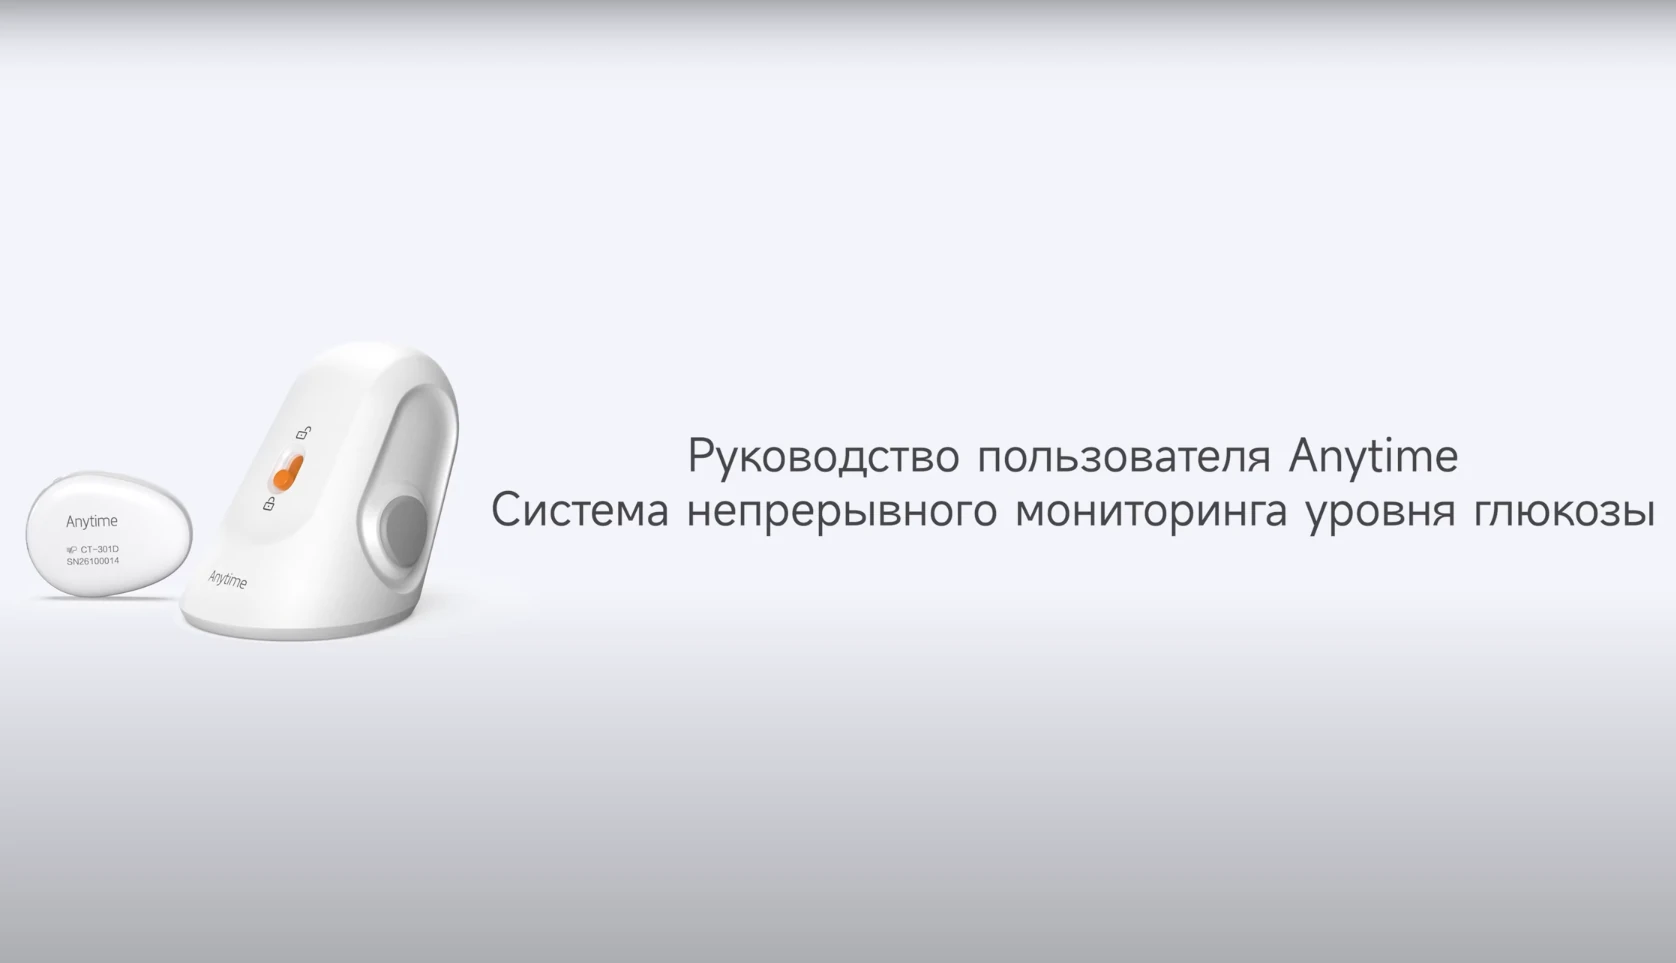 Руководство пользователя Anytime
Система непрерывного мониторинга уровня глюкозы
Anytime
CT-301D
SN26100014
Anytime